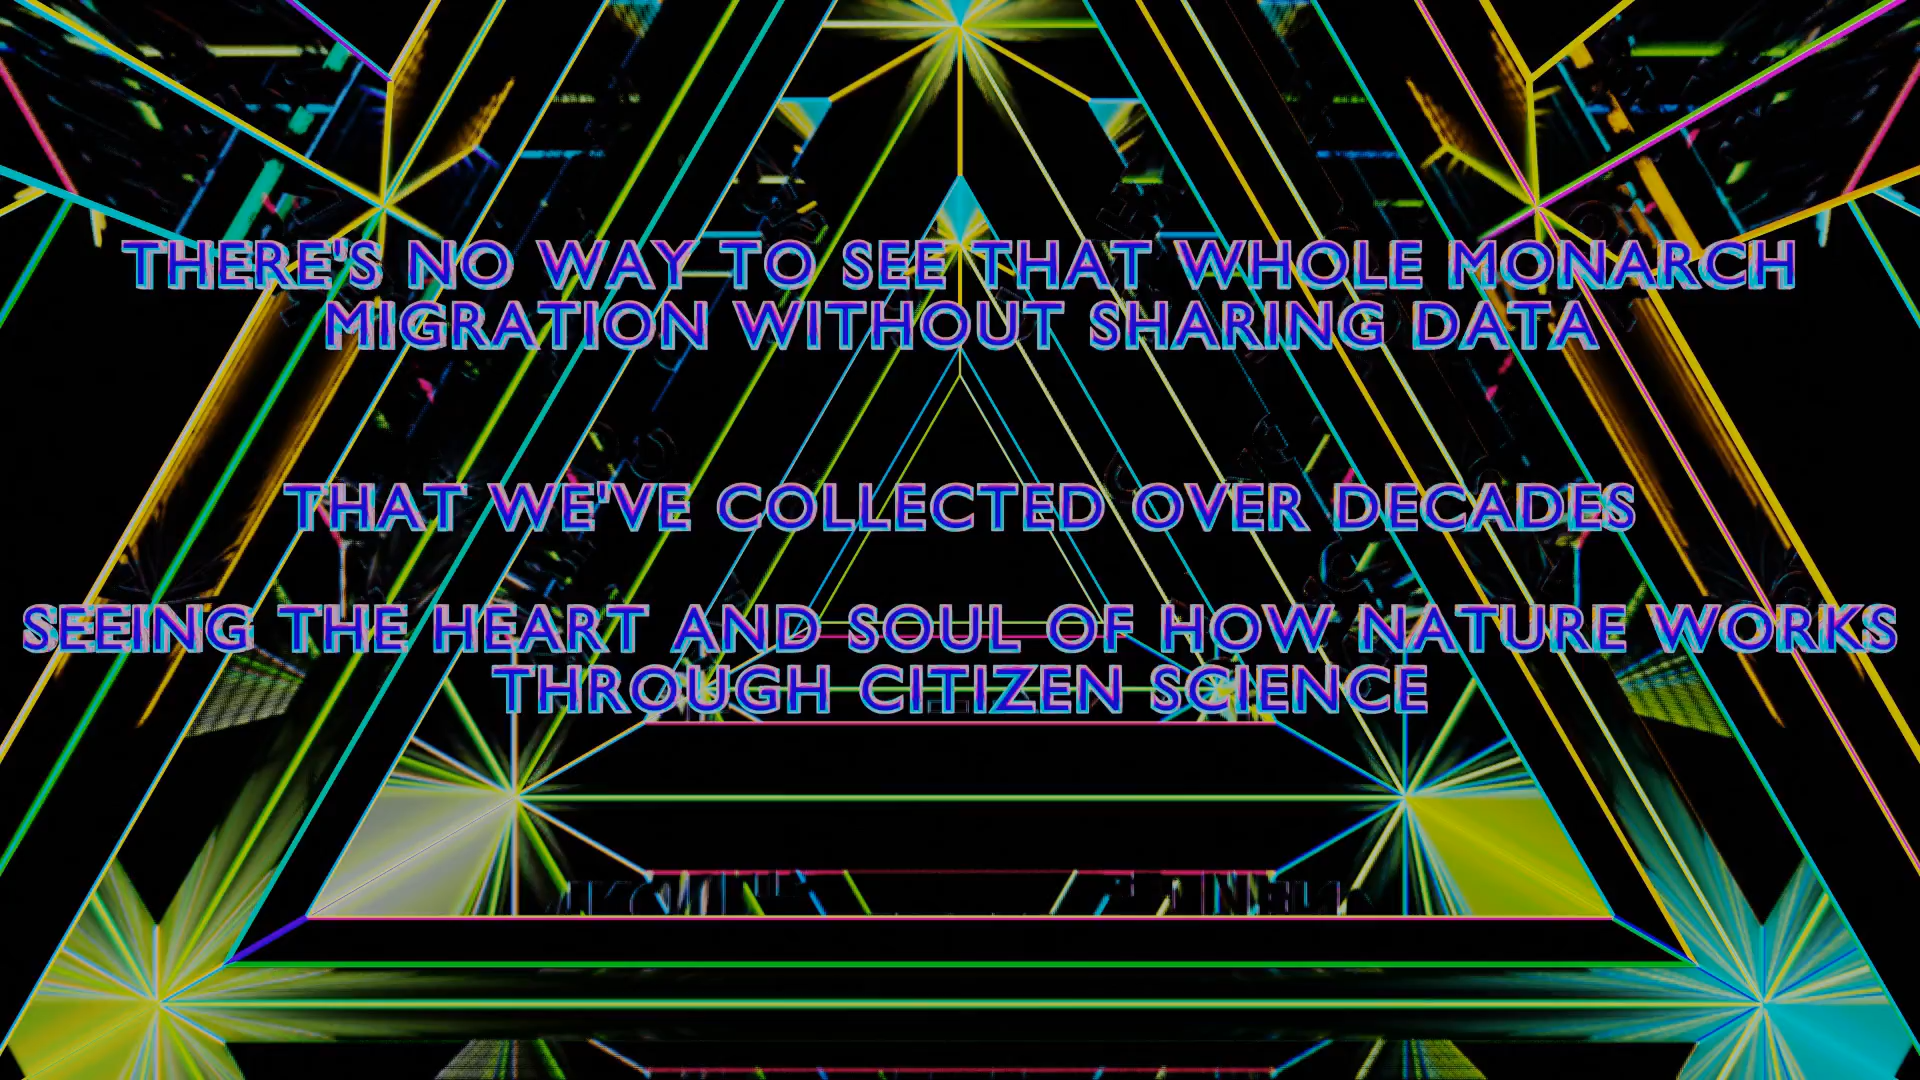 THERE'S NO WAY TO SEE THAT WHOLE MONARCH
MIGRATION WITHOUT SHARING DATA
THAT WE'VE COLLECTED OVER DECADES
SEEING THE HEART AND SOUL OF HOW NATURE WORKS
THROUGH CITIZEN SCIENCE